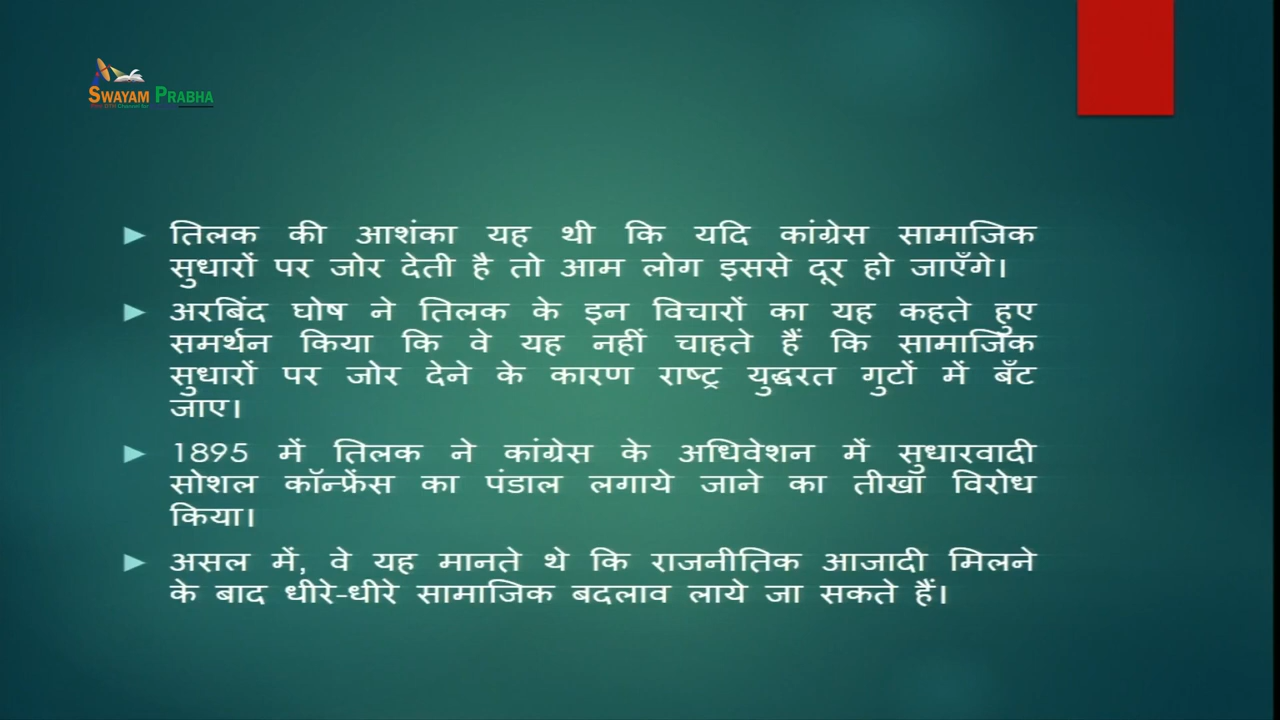 SWAYAM PRABHA
तिलक की आशंका यह थी कि यदि कांग्रेस सामाजिक
सुधारों पर जोर देती है तो आम लोग इससे दूर हो जाएँगे।
अरबिंद घोष ने तिलक के इन विचारों का यह कहते हुए
समर्थन किया कि वे यह नहीं चाहते हैं कि सामाजिक
सुधारों पर जोर देने के कारण राष्ट्र युद्धरत गुटों में बँट
जाए।
1895 में तिलक ने कांग्रेस के अधिवेशन में सुधारवादी
सोशल कॉन्फ्रेंस का पंडाल लगाये जाने का तीखा विरोध
किया।
असल में, वे यह मानते थे कि राजनीतिक आजादी मिलने
के बाद धीरे-धीरे सामाजिक बदलाव लाये जा सकते हैं।